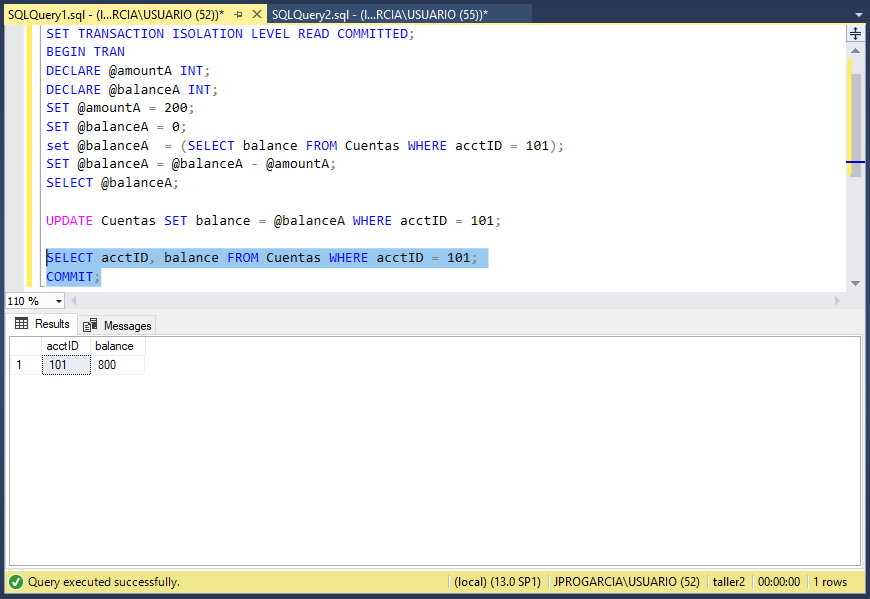 SQLQuery1.sql - (l...RCIA\USUARIO (52))* SQLQuery2.sql - (l...RCIA\USUARIO (55))*
SET TRANSACTION ISOLATION LEVEL READ COMMITTED;
BEGIN TRAN
DECLARE @amountA INT;
DECLARE @balanceA INT;
SET @amountA = 200;
SET @balanceA = 0;
set @balanceA  = (SELECT balance FROM Cuentas WHERE acctID = 101);
SET @balanceA = @balanceA - @amountA;
SELECT @balanceA;
UPDATE Cuentas SET balance = @balanceA WHERE acctID = 101;
SELECT acctID, balance FROM Cuentas WHERE acctID = 101;
COMMIT;
110 %
Results Messages
acctID balance
1 101 800
Query executed successfully. (local) (13.0 SP1) JPROGARCIA\USUARIO (52) taller2 00:00:00 1 rows